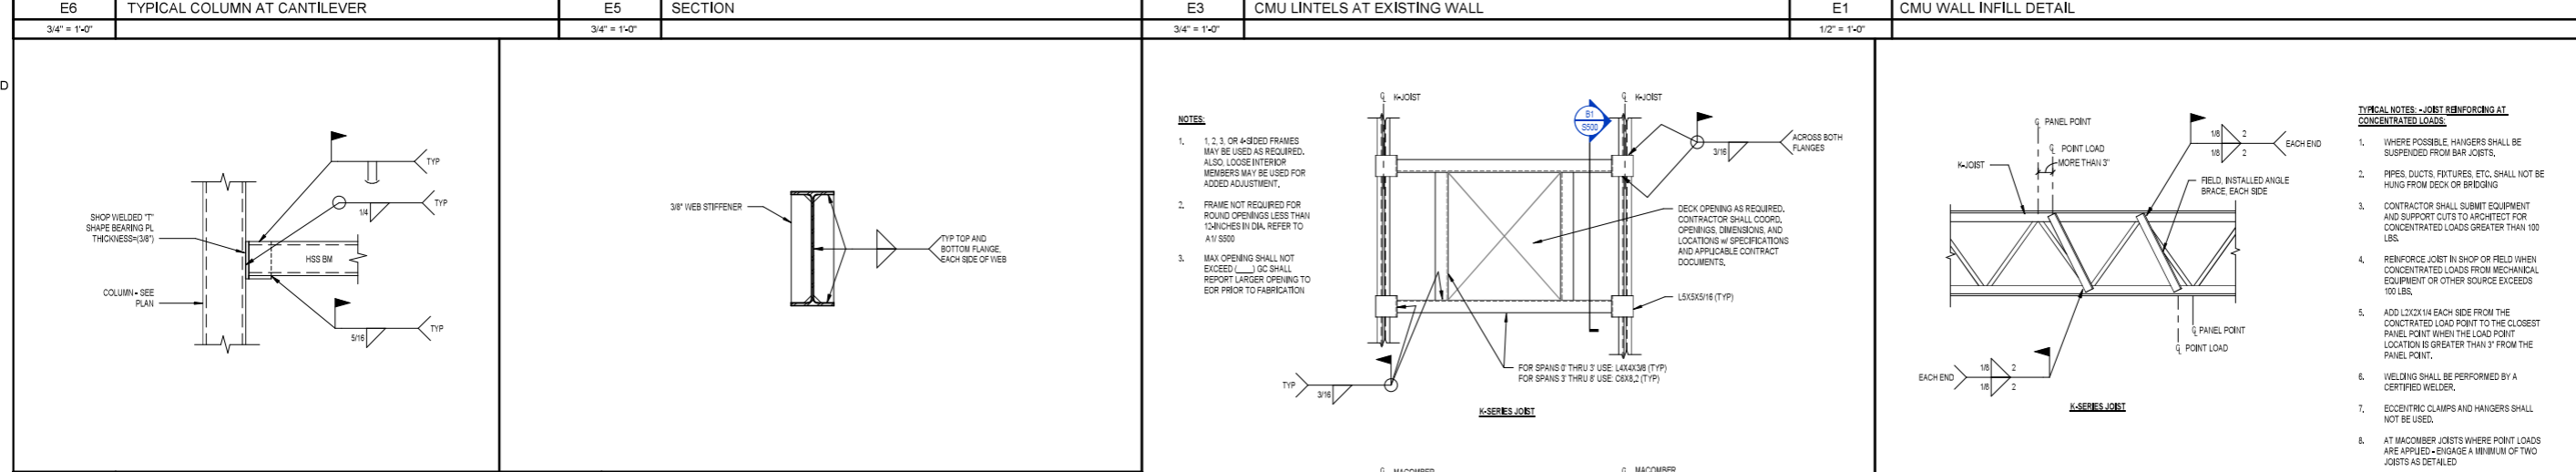 E6 TYPICAL COLUMN AT CANTILEVER
3/4" = 1'-0"
E5 SECTION
3/4" = 1'-0"
E3 CMU LINTELS AT EXISTING WALL
3/4" = 1'-0"
E1 CMU WALL INFILL DETAIL
1/2" = 1'-0"
D
TYP
TYP
1/4
SHOP WELDED "T"
SHAPE BEARING PL
THICKNESS=(3/8")
HSS BM
COLUMN - SEE
PLAN
TYP
5/16
3/8" WEB STIFFENER
TYP TOP AND
BOTTOM FLANGE,
EACH SIDE OF WEB
NOTES:
1. 1, 2, 3, OR 4-SIDED FRAMES
MAY BE USED AS REQUIRED.
ALSO, LOOSE INTERIOR
MEMBERS MAY BE USED FOR
ADDED ADJUSTMENT.
2. FRAME NOT REQUIRED FOR
ROUND OPENINGS LESS THAN
12-INCHES IN DIA. REFER TO
A1/ S500
3. MAX OPENING SHALL NOT
EXCEED (____) GC SHALL
REPORT LARGER OPENING TO
EOR PRIOR TO FABRICATION
K-JOIST
K-JOIST
B1
S500
3/16
ACROSS BOTH
FLANGES
DECK OPENING AS REQUIRED.
CONTRACTOR SHALL COORD.
OPENINGS, DIMENSIONS, AND
LOCATIONS w/ SPECIFICATIONS
AND APPLICABLE CONTRACT
DOCUMENTS.
L5X5X5/16 (TYP)
FOR SPANS 0' THRU 3' USE: L4X4X3/8 (TYP)
FOR SPANS 3' THRU 8' USE: C6X8.2 (TYP)
TYP
3/16
K-SERIES JOIST
MACOMBER
MACOMBER
PANEL POINT
POINT LOAD
MORE THAN 3"
K-JOIST
1/8 2
1/8 2
EACH END
FIELD, INSTALLED ANGLE
BRACE, EACH SIDE
PANEL POINT
POINT LOAD
EACH END
1/8 2
1/8 2
K-SERIES JOIST
TYPICAL NOTES: - JOIST REINFORCING AT
CONCENTRATED LOADS:
1. WHERE POSSIBLE, HANGERS SHALL BE
SUSPENDED FROM BAR JOISTS.
2. PIPES, DUCTS, FIXTURES, ETC. SHALL NOT BE
HUNG FROM DECK OR BRIDGING
3. CONTRACTOR SHALL SUBMIT EQUIPMENT
AND SUPPORT CUTS TO ARCHITECT FOR
CONCENTRATED LOADS GREATER THAN 100
LBS.
4. REINFORCE JOIST IN SHOP OR FIELD WHEN
CONCENTRATED LOADS FROM MECHANICAL
EQUIPMENT OR OTHER SOURCE EXCEEDS
100 LBS.
5. ADD L2X2X1/4 EACH SIDE FROM THE
CONCTRATED LOAD POINT TO THE CLOSEST
PANEL POINT WHEN THE LOAD POINT
LOCATION IS GREATER THAN 3" FROM THE
PANEL POINT.
6. WELDING SHALL BE PERFORMED BY A
CERTIFIED WELDER.
7. ECCENTRIC CLAMPS AND HANGERS SHALL
NOT BE USED.
8. AT MACOMBER JOISTS WHERE POINT LOADS
ARE APPLIED - ENGAGE A MINIMUM OF TWO
JOISTS AS DETAILED